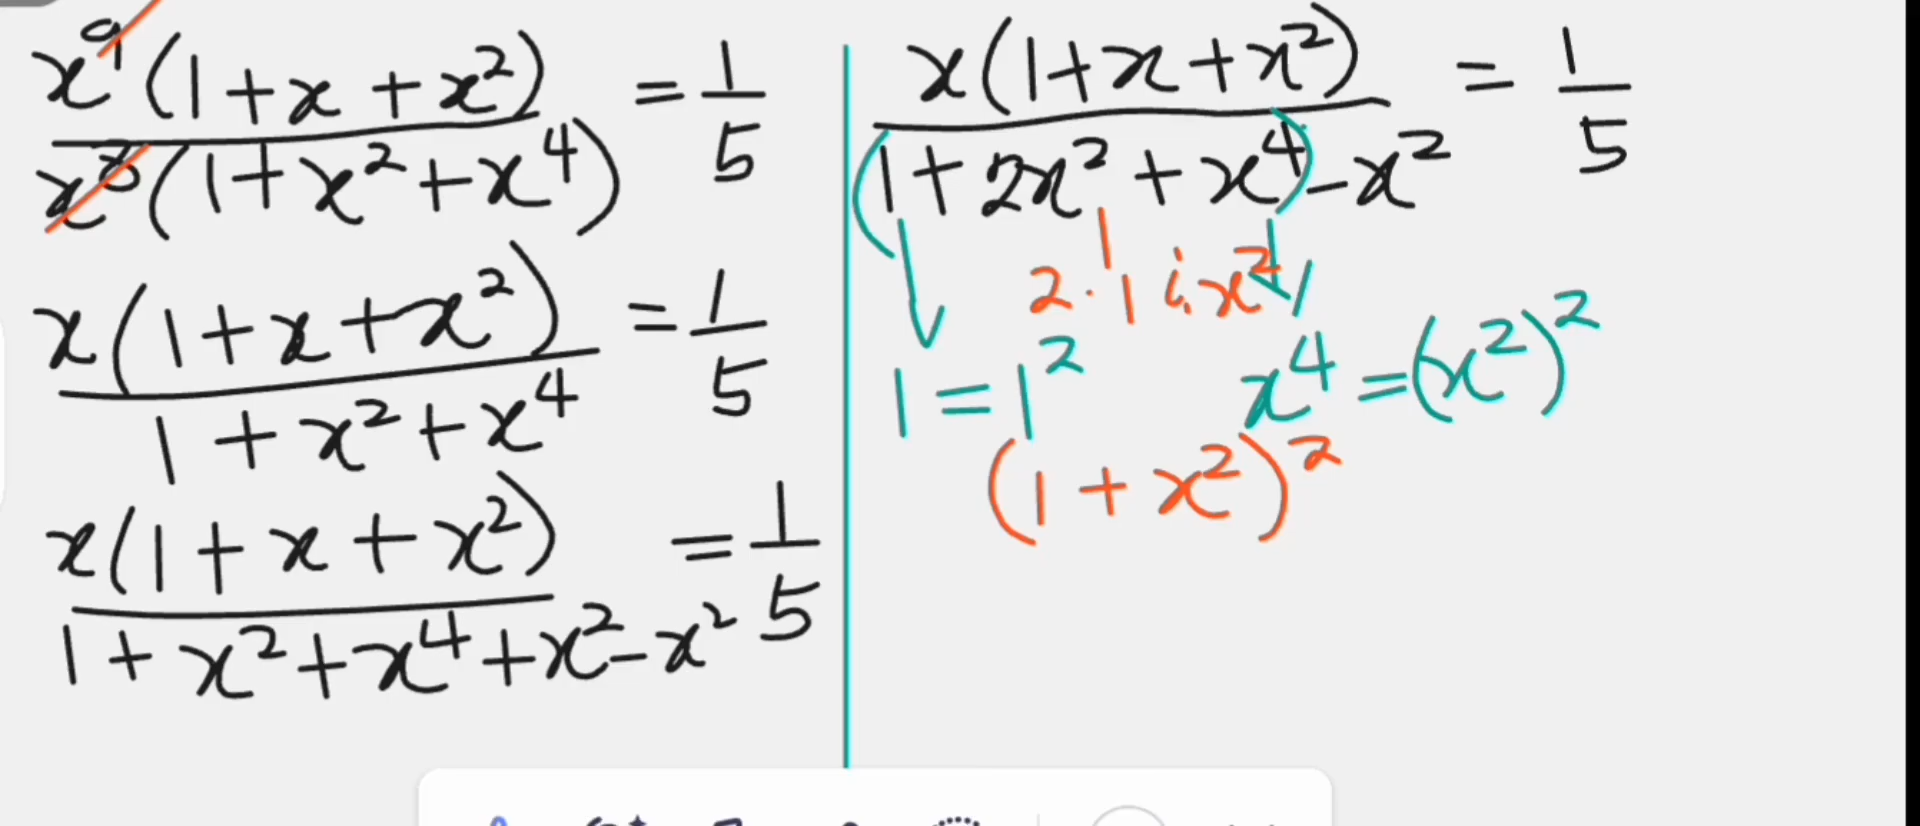 x⁹(1+x+x²) / x⁸(1+x²+x⁴) = 1/5
x(1+x+x²) / 1+x²+x⁴ = 1/5
x(1+x+x²) / 1+x²+x⁴+x²-x² = 1/5
x(1+x+x²) / (1+2x²+x⁴)-x² = 1/5
2·1·x²
1=1² x⁴=(x²)²
(1+x²)²